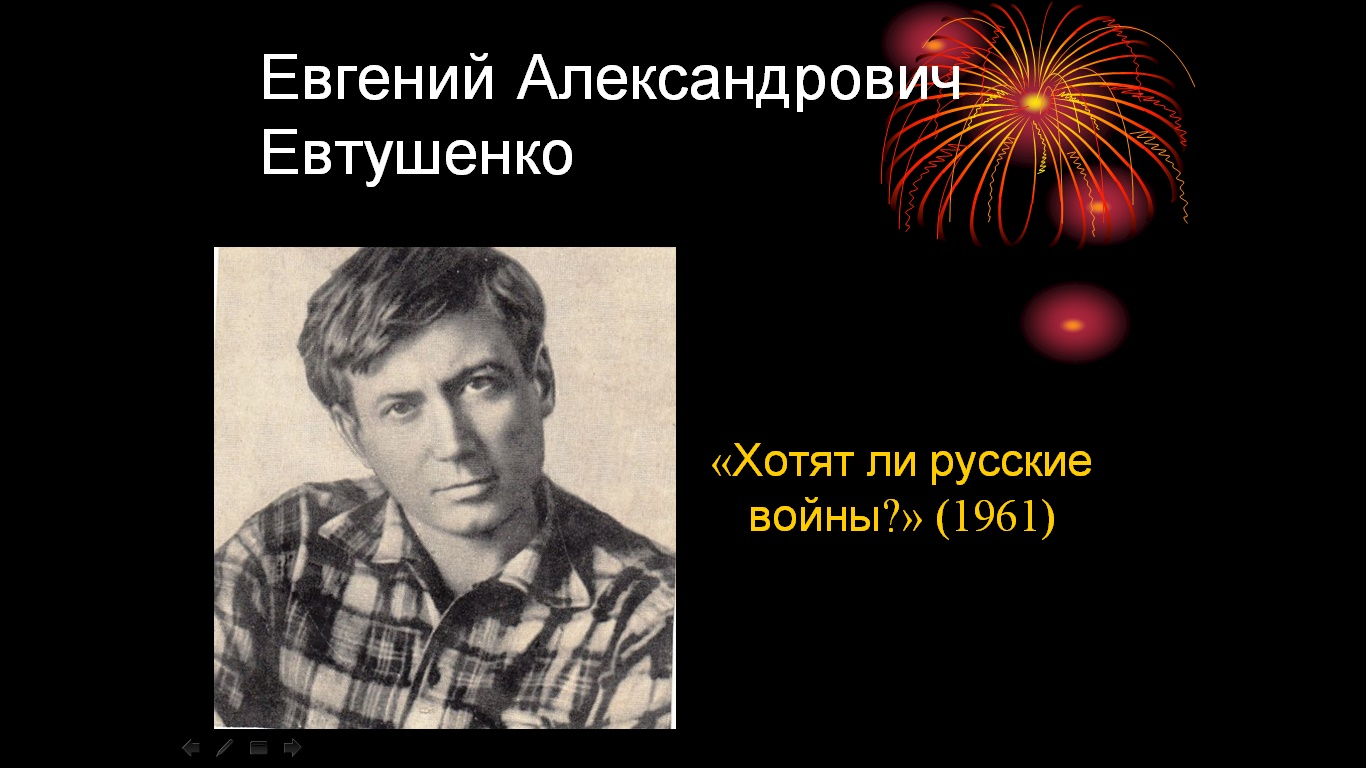 Евгений Александрович
Евтушенко
«Хотят ли русские
войны?» (1961)